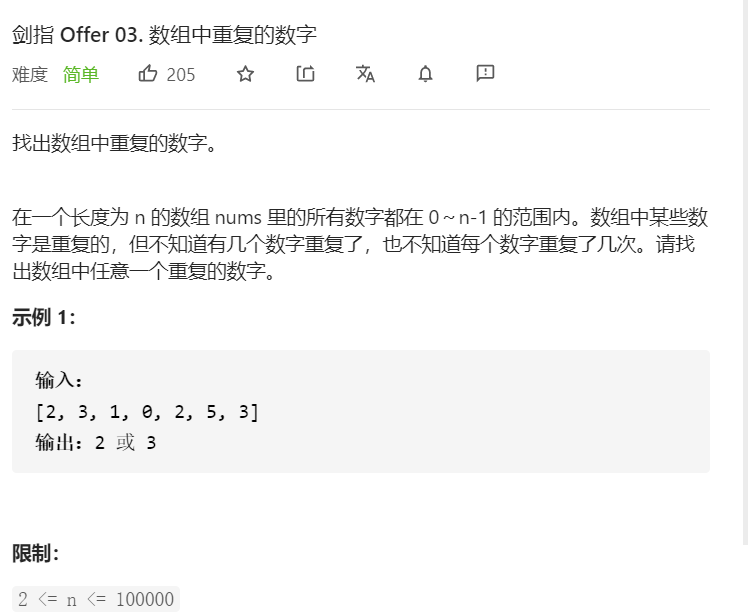 剑指 Offer 03. 数组中重复的数字
难度 简单 205
找出数组中重复的数字。
在一个长度为 n 的数组 nums 里的所有数字都在 0～n-1 的范围内。数组中某些数
字是重复的，但不知道有几个数字重复了，也不知道每个数字重复了几次。请找
出数组中任意一个重复的数字。
示例 1：
输入：
[2, 3, 1, 0, 2, 5, 3]
输出：2 或 3
限制：
2 <= n <= 100000